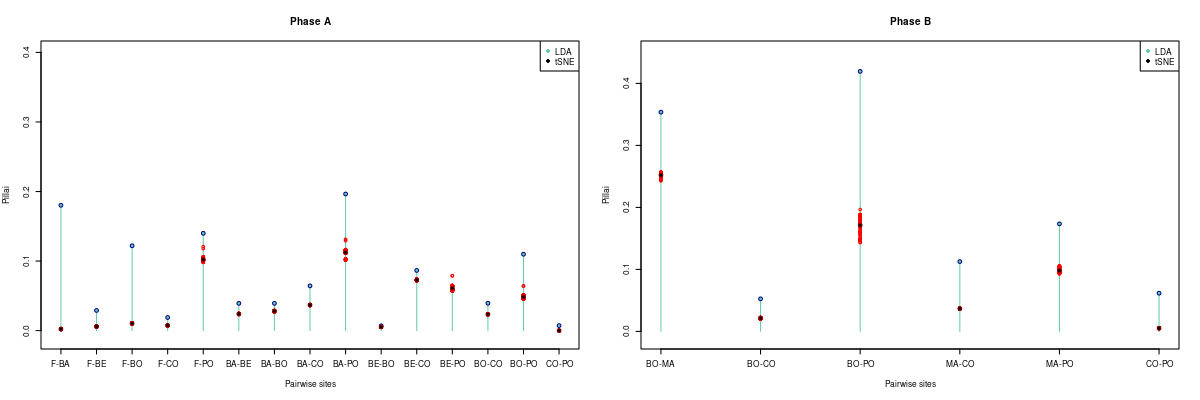 Phase A
LDA
tSNE
Pillai
0.4
0.3
0.2
0.1
0.0
F-BA F-BE F-BO F-CO F-PO BA-BE BA-BO BA-CO BA-PO BE-BO BE-CO BE-PO BO-CO BO-PO CO-PO
Pairwise sites
Phase B
LDA
tSNE
Pillai
0.4
0.3
0.2
0.1
0.0
BO-MA BO-CO BO-PO MA-CO MA-PO CO-PO
Pairwise sites